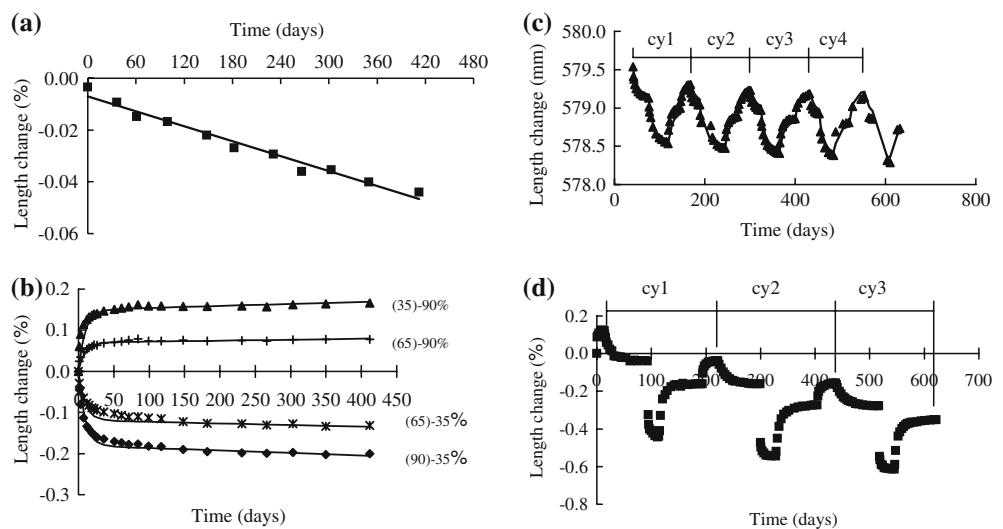 (a)
Time (days)
0 60 120 180 240 300 360 420 480
0.00
-0.02
-0.04
-0.06
Length change (%)
(c)
cy1 cy2 cy3 cy4
580.0
579.5
579.0
578.5
578.0
Length change (mm)
0 200 400 600 800
Time (days)
(b)
0.2
0.1
0.0
-0.1
-0.2
-0.3
Length change (%)
(35)-90%
(65)-90%
0 50 100 150 200 250 300 350 400 450
(65)-35%
(90)-35%
Time (days)
(d)
cy1 cy2 cy3
0.2
0.0
-0.2
-0.4
-0.6
-0.8
Length change (%)
0 100 200 300 400 500 600 700
Time (days)